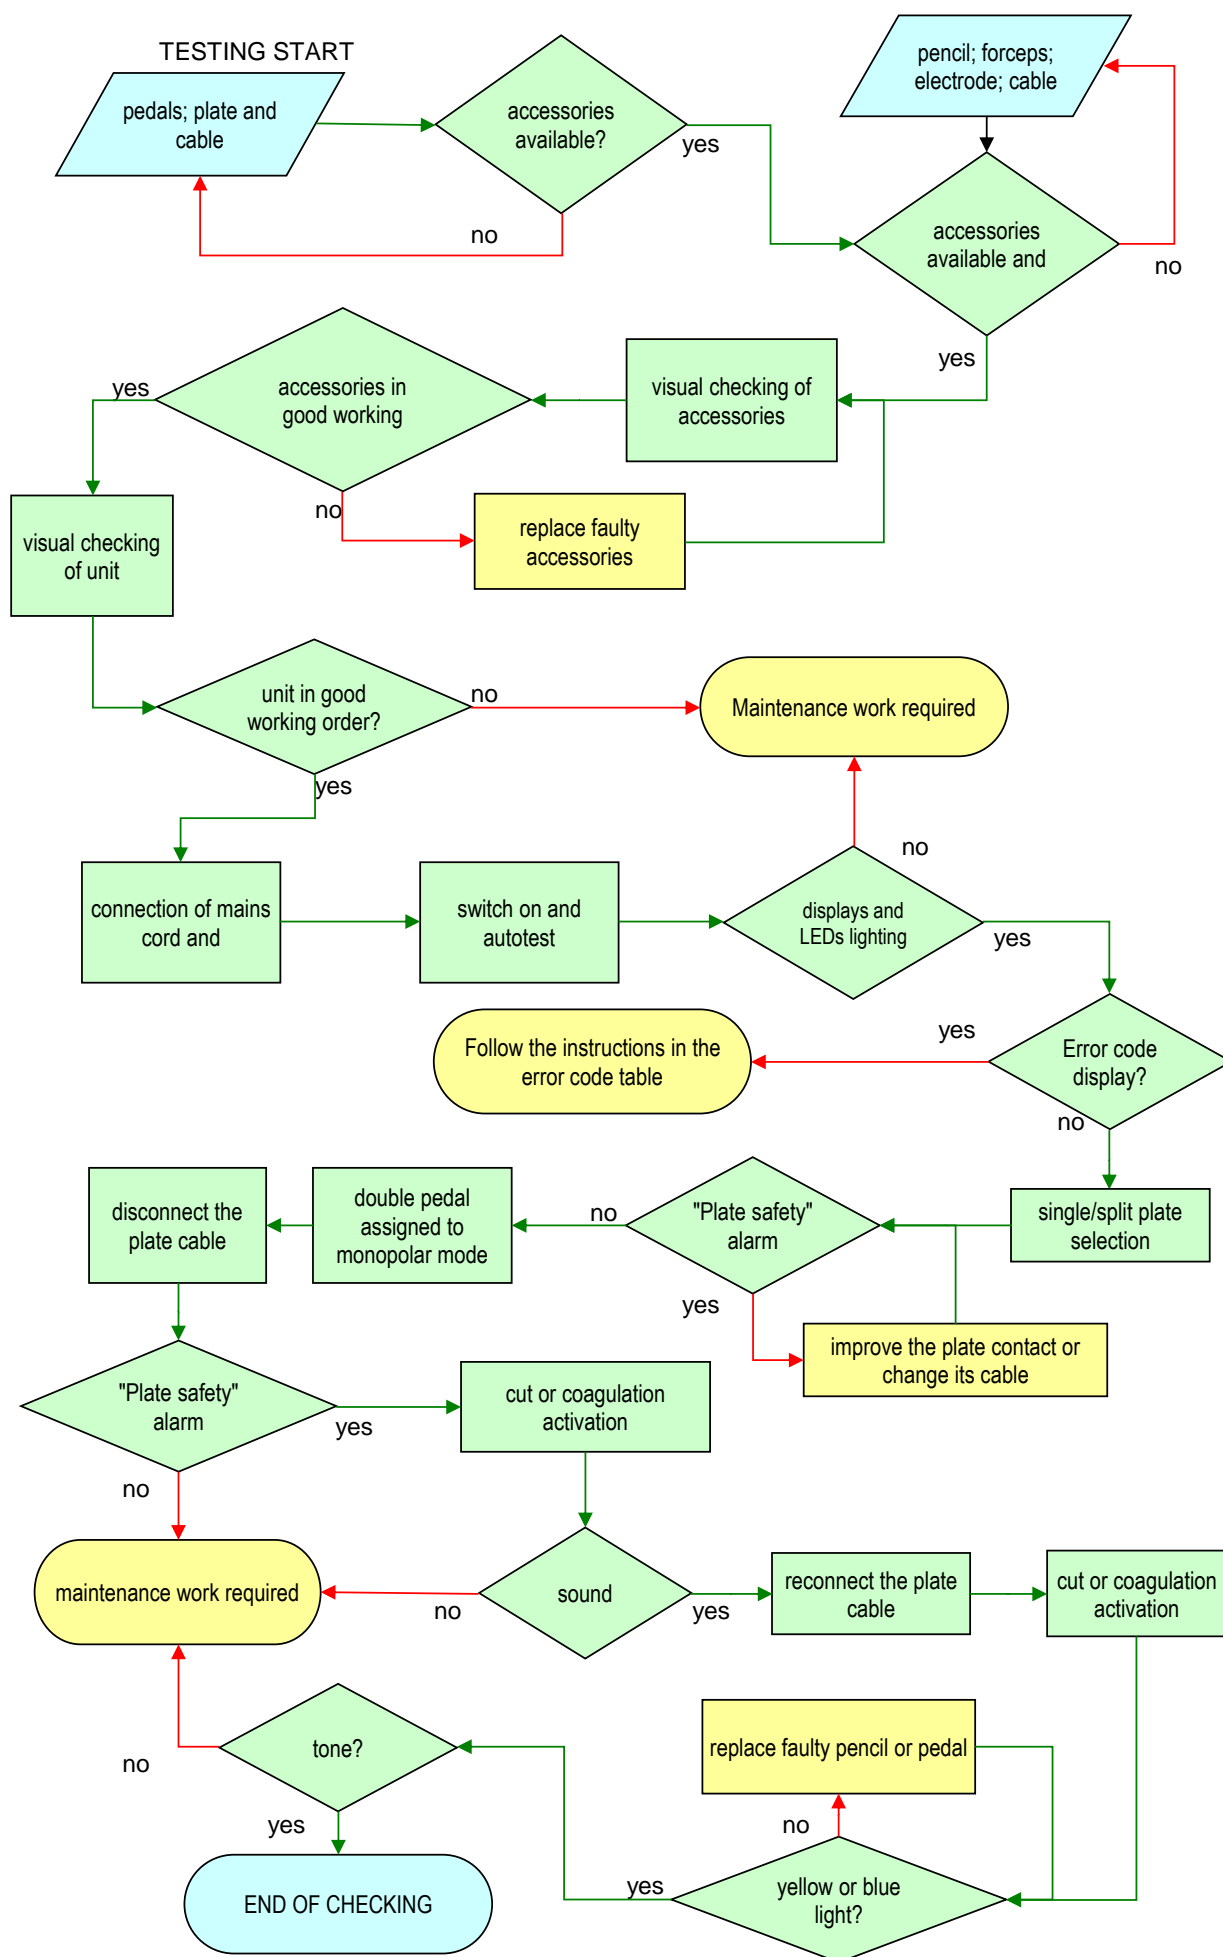 TESTING START
pedals; plate and
cable
accessories
available?
yes
no
pencil; forceps;
electrode; cable
accessories
available and
no
yes
visual checking of
accessories
accessories in
good working
yes
no
replace faulty
accessories
visual checking
of unit
unit in good
working order?
no
yes
Maintenance work required
connection of mains
cord and
switch on and
autotest
displays and
LEDs lighting
no
yes
Error code
display?
yes
no
Follow the instructions in the
error code table
single/split plate
selection
"Plate safety"
alarm
no
yes
improve the plate contact or
change its cable
double pedal
assigned to
monopolar mode
disconnect the
plate cable
"Plate safety"
alarm
yes
no
cut or coagulation
activation
sound
no
yes
maintenance work required
reconnect the plate
cable
cut or coagulation
activation
replace faulty pencil or pedal
no
yellow or blue
light?
yes
tone?
no
yes
END OF CHECKING